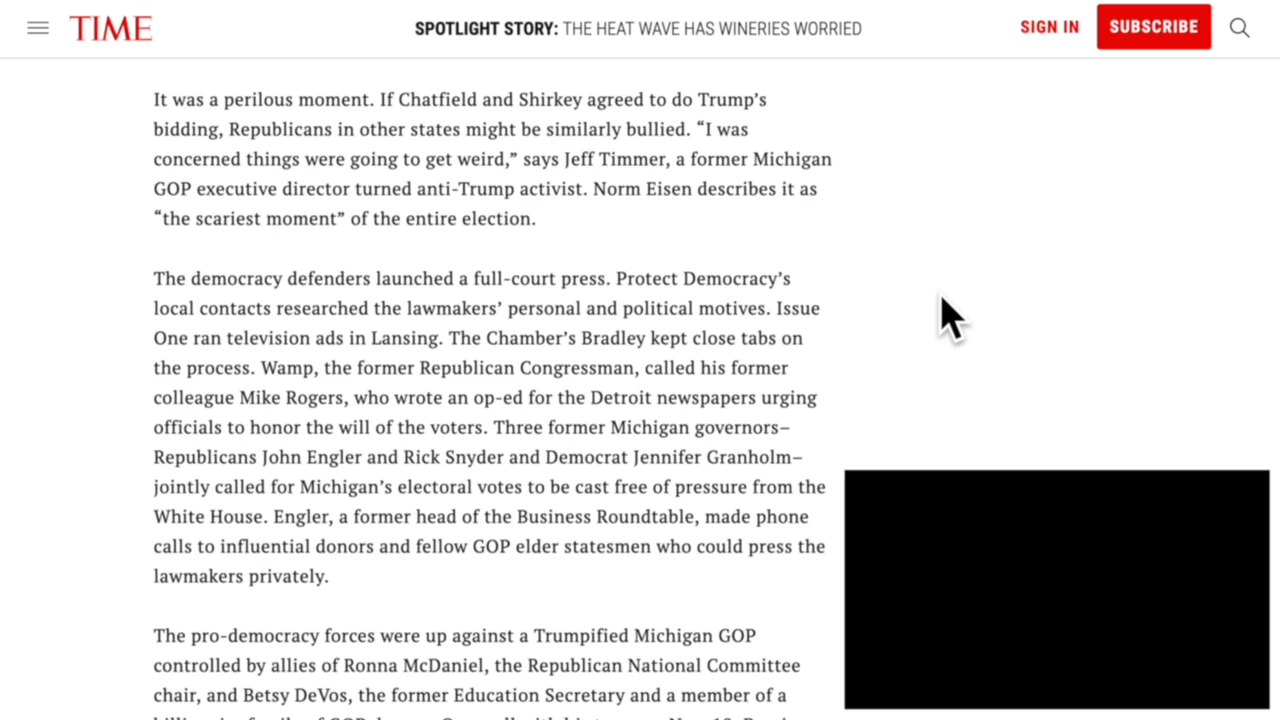 TIME
SPOTLIGHT STORY: THE HEAT WAVE HAS WINERIES WORRIED
SIGN IN
SUBSCRIBE
It was a perilous moment. If Chatfield and Shirkey agreed to do Trump’s
bidding, Republicans in other states might be similarly bullied. “I was
concerned things were going to get weird,” says Jeff Timmer, a former Michigan
GOP executive director turned anti-Trump activist. Norm Eisen describes it as
“the scariest moment” of the entire election.
The democracy defenders launched a full-court press. Protect Democracy’s
local contacts researched the lawmakers’ personal and political motives. Issue
One ran television ads in Lansing. The Chamber’s Bradley kept close tabs on
the process. Wamp, the former Republican Congressman, called his former
colleague Mike Rogers, who wrote an op-ed for the Detroit newspapers urging
officials to honor the will of the voters. Three former Michigan governors–
Republicans John Engler and Rick Snyder and Democrat Jennifer Granholm–
jointly called for Michigan’s electoral votes to be cast free of pressure from the
White House. Engler, a former head of the Business Roundtable, made phone
calls to influential donors and fellow GOP elder statesmen who could press the
lawmakers privately.
The pro-democracy forces were up against a Trumpified Michigan GOP
controlled by allies of Ronna McDaniel, the Republican National Committee
chair, and Betsy DeVos, the former Education Secretary and a member of a